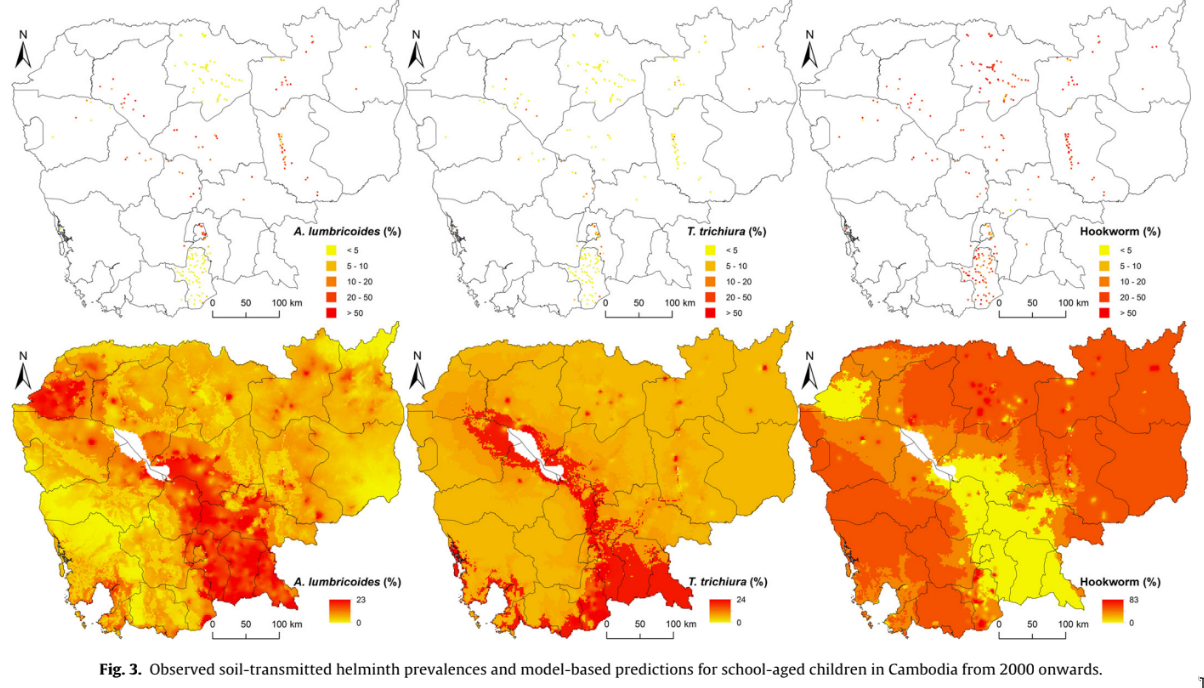 N
A. lumbricoides (%)
< 5
5 - 10
10 - 20
20 - 50
> 50
0 50 100 km
N
T. trichiura (%)
< 5
5 - 10
10 - 20
20 - 50
> 50
0 50 100 km
N
Hookworm (%)
< 5
5 - 10
10 - 20
20 - 50
> 50
0 50 100 km
N
A. lumbricoides (%)
23
0
0 50 100 km
N
T. trichiura (%)
24
0
0 50 100 km
N
Hookworm (%)
83
0
0 50 100 km
Fig. 3. Observed soil-transmitted helminth prevalences and model-based predictions for school-aged children in Cambodia from 2000 onwards.